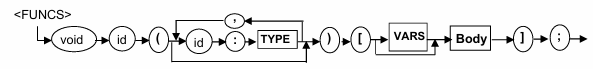 <FUNCS>
,
void id ( id : TYPE ) [ VARS Body ] ;